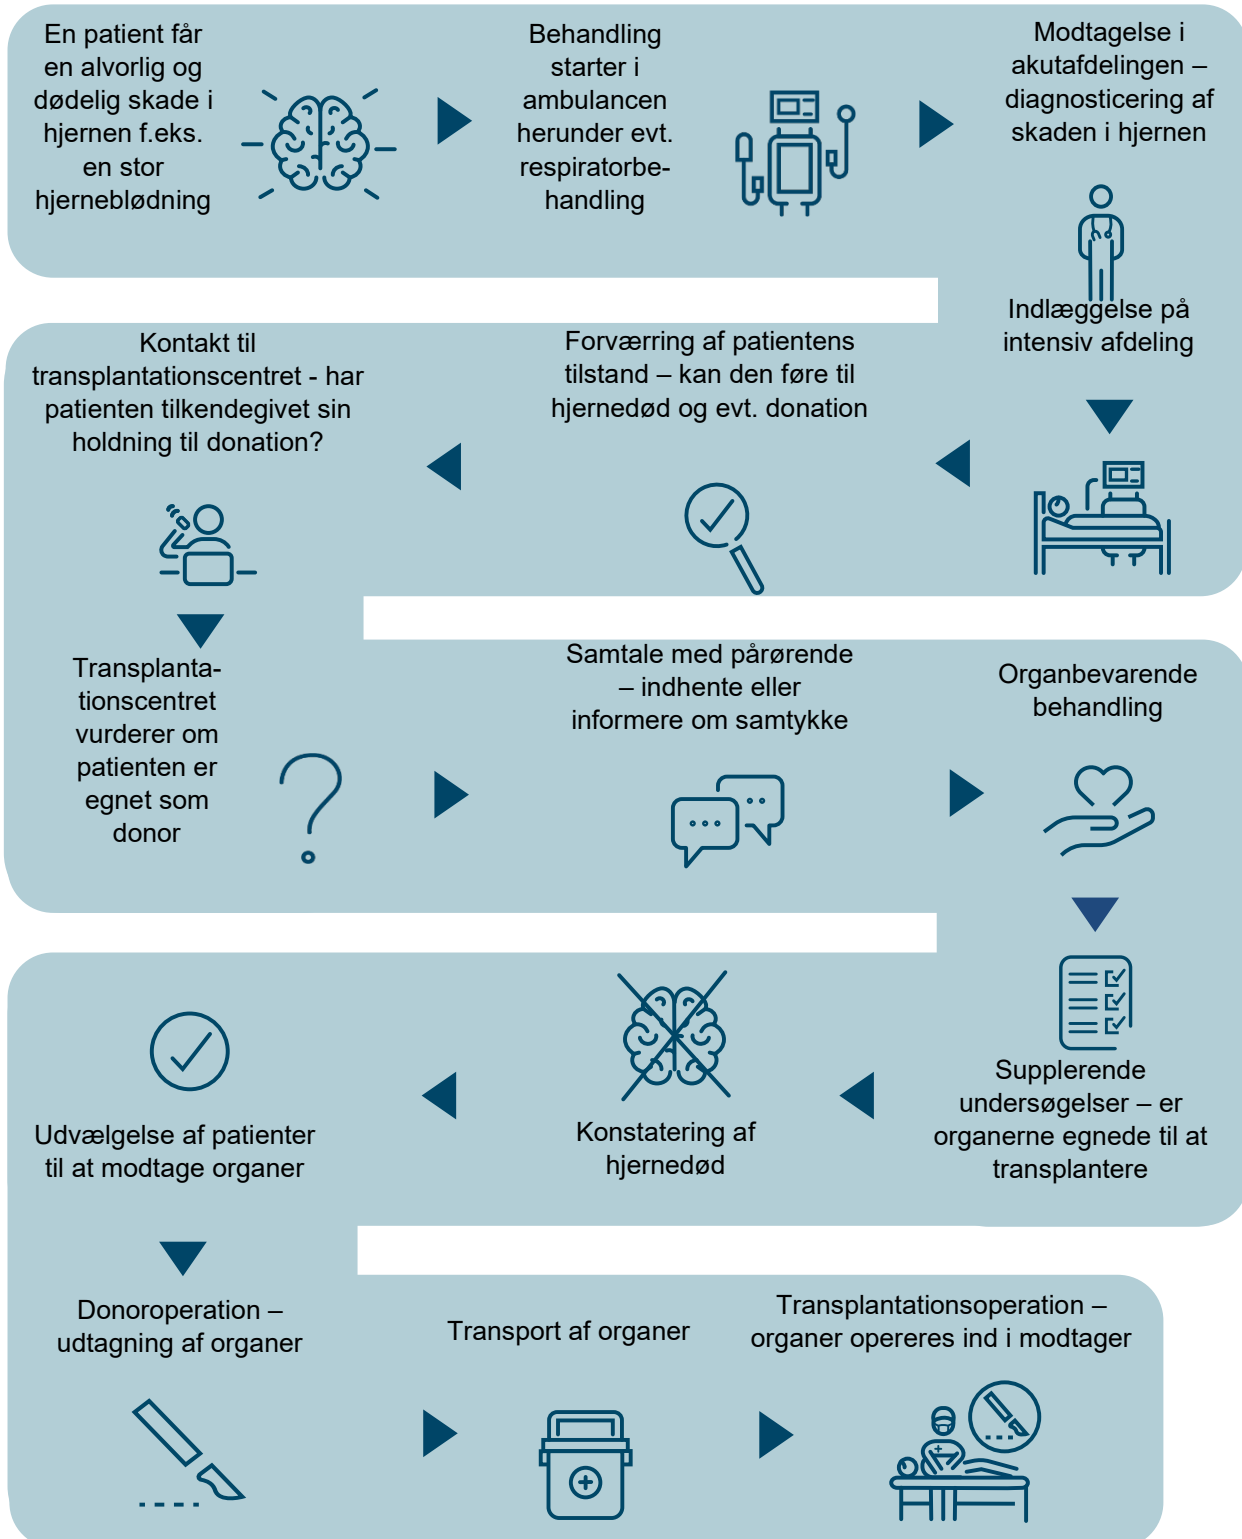 En patient får
en alvorlig og
dødelig skade i
hjernen f.eks.
en stor
hjerneblødning
Behandling
starter i
ambulancen
herunder evt.
respiratorbe-
handling
Modtagelse i
akutafdelingen –
diagnosticering af
skaden i hjernen
Indlæggelse på
intensiv afdeling
Forværring af patientens
tilstand – kan den føre til
hjernedød og evt. donation
Kontakt til
transplantationscentret - har
patienten tilkendegivet sin
holdning til donation?
Transplanta-
tionscentret
vurderer om
patienten er
egnet som
donor
Samtale med pårørende
– indhente eller
informere om samtykke
Organbevarende
behandling
Supplerende
undersøgelser – er
organerne egnede til at
transplantere
Konstatering af
hjernedød
Udvælgelse af patienter
til at modtage organer
Donoroperation –
udtagning af organer
Transport af organer
Transplantationsoperation –
organer opereres ind i modtager